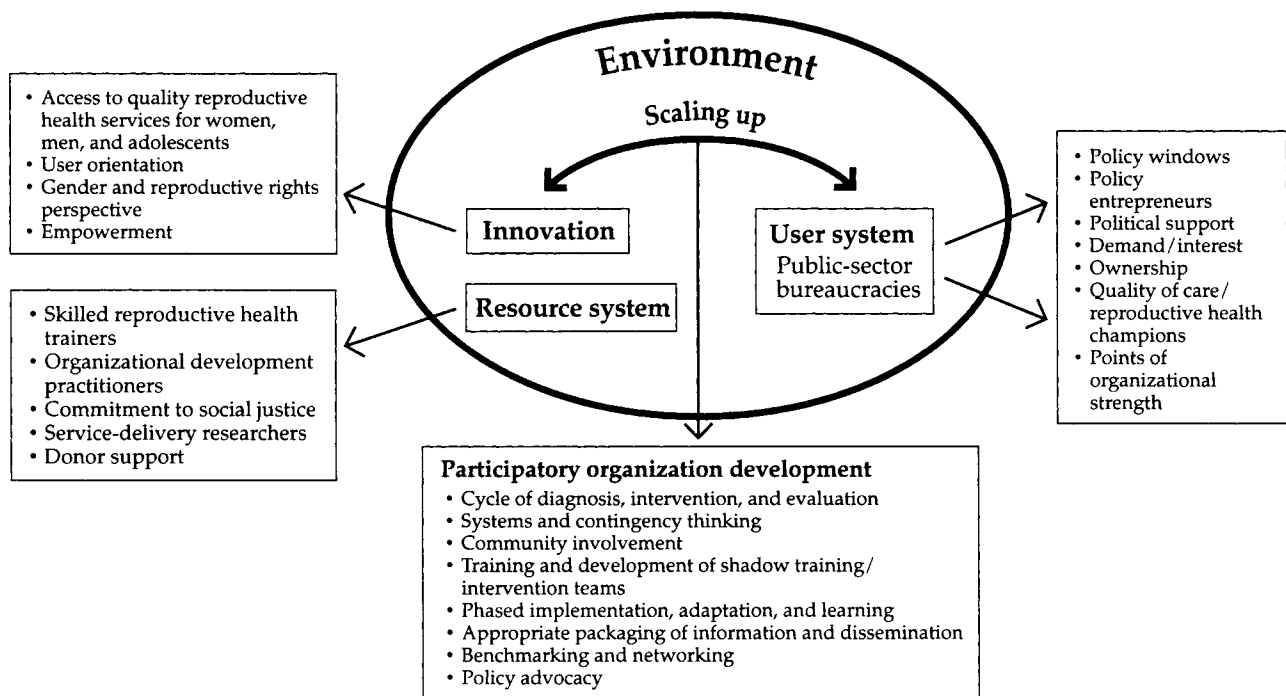 Environment
Scaling up
• Access to quality reproductive
health services for women,
men, and adolescents
• User orientation
• Gender and reproductive rights
perspective
• Empowerment
Innovation
Resource system
User system
Public-sector
bureaucracies
• Policy windows
• Policy
entrepreneurs
• Political support
• Demand/interest
• Ownership
• Quality of care/
reproductive health
champions
• Points of
organizational
strength
• Skilled reproductive health
trainers
• Organizational development
practitioners
• Commitment to social justice
• Service-delivery researchers
• Donor support
Participatory organization development
• Cycle of diagnosis, intervention, and evaluation
• Systems and contingency thinking
• Community involvement
• Training and development of shadow training/
intervention teams
• Phased implementation, adaptation, and learning
• Appropriate packaging of information and dissemination
• Benchmarking and networking
• Policy advocacy